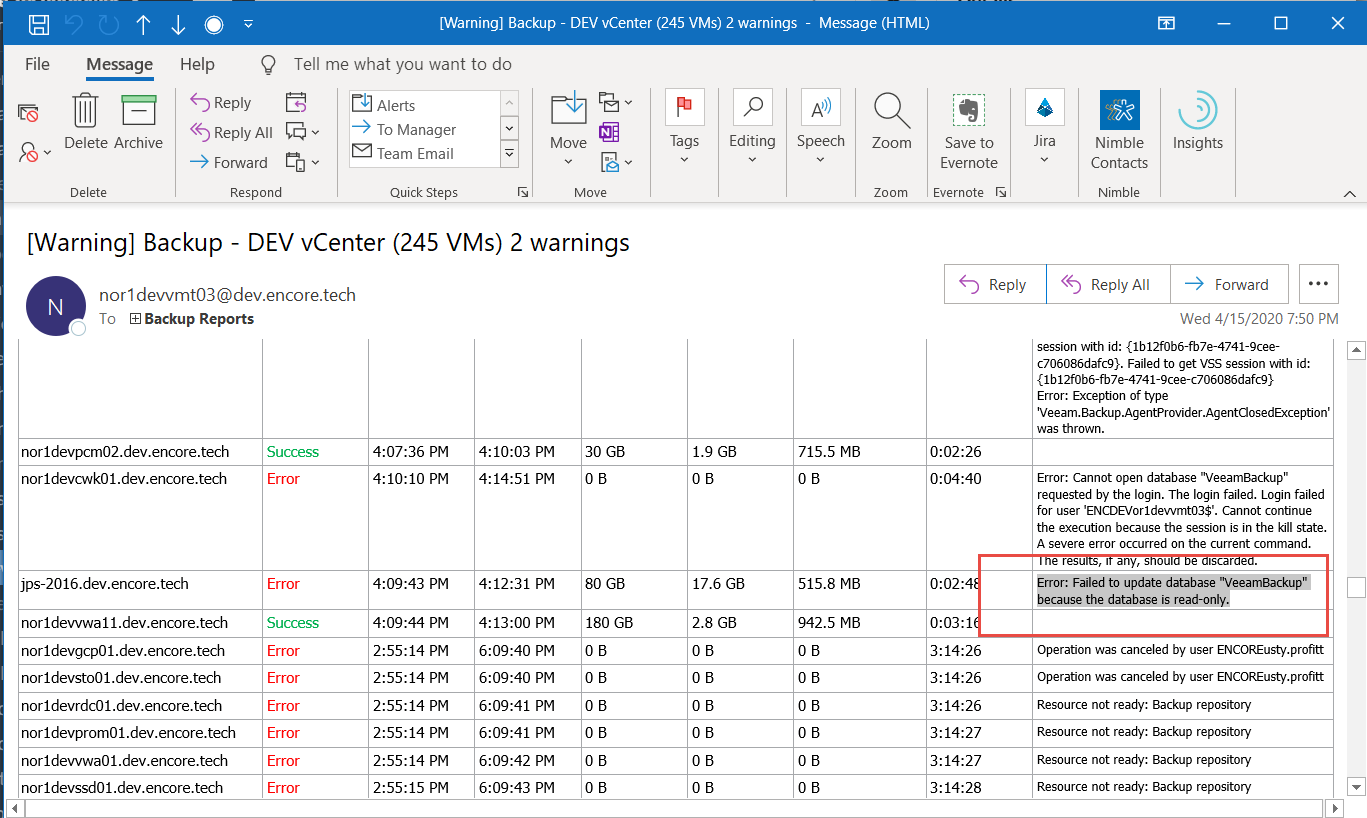 [Warning] Backup - DEV vCenter (245 VMs) 2 warnings - Message (HTML)
File Message Help Tell me what you want to do
Delete Archive
Delete
Reply
Reply All
Forward
Respond
Alerts
To Manager
Team Email
Quick Steps
Move
Move
Tags
Editing
Speech
Zoom
Zoom
Save to
Evernote
Evernote
Jira
Nimble
Contacts
Nimble
Insights
[Warning] Backup - DEV vCenter (245 VMs) 2 warnings
N
nor1devvmt03@dev.encore.tech
To Backup Reports
Reply Reply All Forward
Wed 4/15/2020 7:50 PM
session with id: {1b12f0b6-fb7e-4741-9cee-
c706086dafc9}. Failed to get VSS session with id:
{1b12f0b6-fb7e-4741-9cee-c706086dafc9}
Error: Exception of type
'Veeam.Backup.AgentProvider.AgentClosedException'
was thrown.
nor1devpcm02.dev.encore.tech Success 4:07:36 PM 4:10:03 PM 30 GB 1.9 GB 715.5 MB 0:02:26
nor1devcwk01.dev.encore.tech Error 4:10:10 PM 4:14:51 PM 0 B 0 B 0 B 0:04:40 Error: Cannot open database "VeeamBackup"
requested by the login. The login failed. Login failed
for user 'ENCDEVor1devvmt03$'. Cannot continue
the execution because the session is in the kill state.
A severe error occurred on the current command.
The results, if any, should be discarded.
jps-2016.dev.encore.tech Error 4:09:43 PM 4:12:31 PM 80 GB 17.6 GB 515.8 MB 0:02:48 Error: Failed to update database "VeeamBackup"
because the database is read-only.
nor1devvwa11.dev.encore.tech Success 4:09:44 PM 4:13:00 PM 180 GB 2.8 GB 942.5 MB 0:03:16
nor1devgcp01.dev.encore.tech Error 2:55:14 PM 6:09:40 PM 0 B 0 B 0 B 3:14:26 Operation was canceled by user ENCOREusty.profitt
nor1devsto01.dev.encore.tech Error 2:55:14 PM 6:09:40 PM 0 B 0 B 0 B 3:14:26 Operation was canceled by user ENCOREusty.profitt
nor1devrdc01.dev.encore.tech Error 2:55:14 PM 6:09:41 PM 0 B 0 B 0 B 3:14:26 Resource not ready: Backup repository
nor1devprom01.dev.encore.tech Error 2:55:14 PM 6:09:41 PM 0 B 0 B 0 B 3:14:27 Resource not ready: Backup repository
nor1devvwa01.dev.encore.tech Error 2:55:14 PM 6:09:42 PM 0 B 0 B 0 B 3:14:27 Resource not ready: Backup repository
nor1devssd01.dev.encore.tech Error 2:55:15 PM 6:09:43 PM 0 B 0 B 0 B 3:14:28 Resource not ready: Backup repository